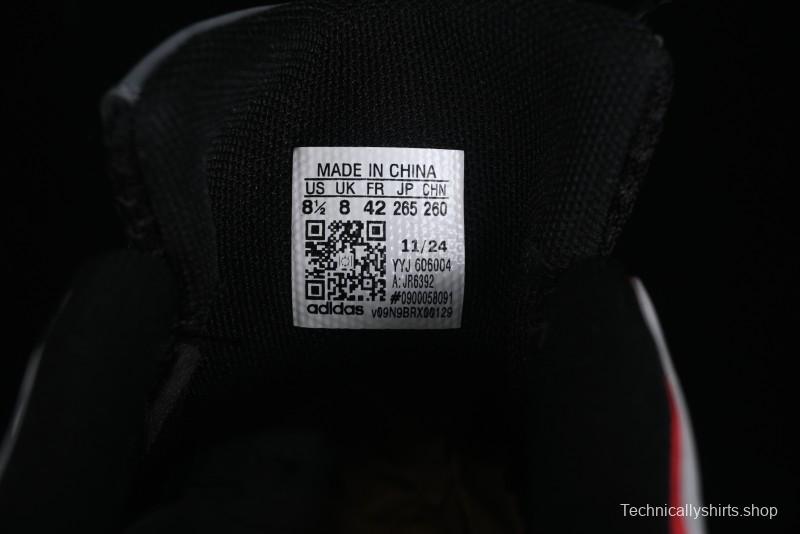 MADE IN CHINA
US UK FR JP CHN
8½ 8 42 265 260
11/24
YYJ 606004
A: JR6392
#0900058091
adidas v09N9BRX00129
Technicallyshirts.shop